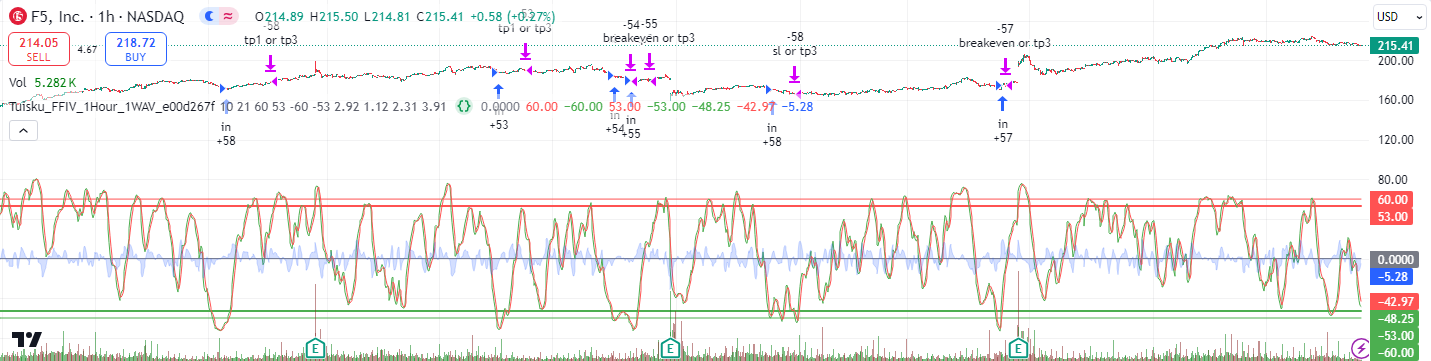 F5, Inc. · 1h · NASDAQ O214.89 H215.50 L214.81 C215.41 +0.58 (+0.27%)
USD
214.05 SELL
4.67
218.72 BUY
Vol 5.282 K
Tuisku_FFIV_1Hour_1WAV_e00d267f 10 21 60 53 -60 -53 2.92 1.12 2.31 3.91 0.0000 60.00 −60.00 53.00 −53.00 −48.25 −42.97 −5.28
-58
tp1 or tp3
tp1 or tp3
-54
-55
breakeven or tp3
-58
sl or tp3
-57
breakeven or tp3
in
+58
in
+53
in
+54
in
+55
in
+58
in
+57
215.41
200.00
160.00
120.00
80.00
60.00
53.00
0.0000
−5.28
−42.97
−48.25
−53.00
−60.00
E
E
E